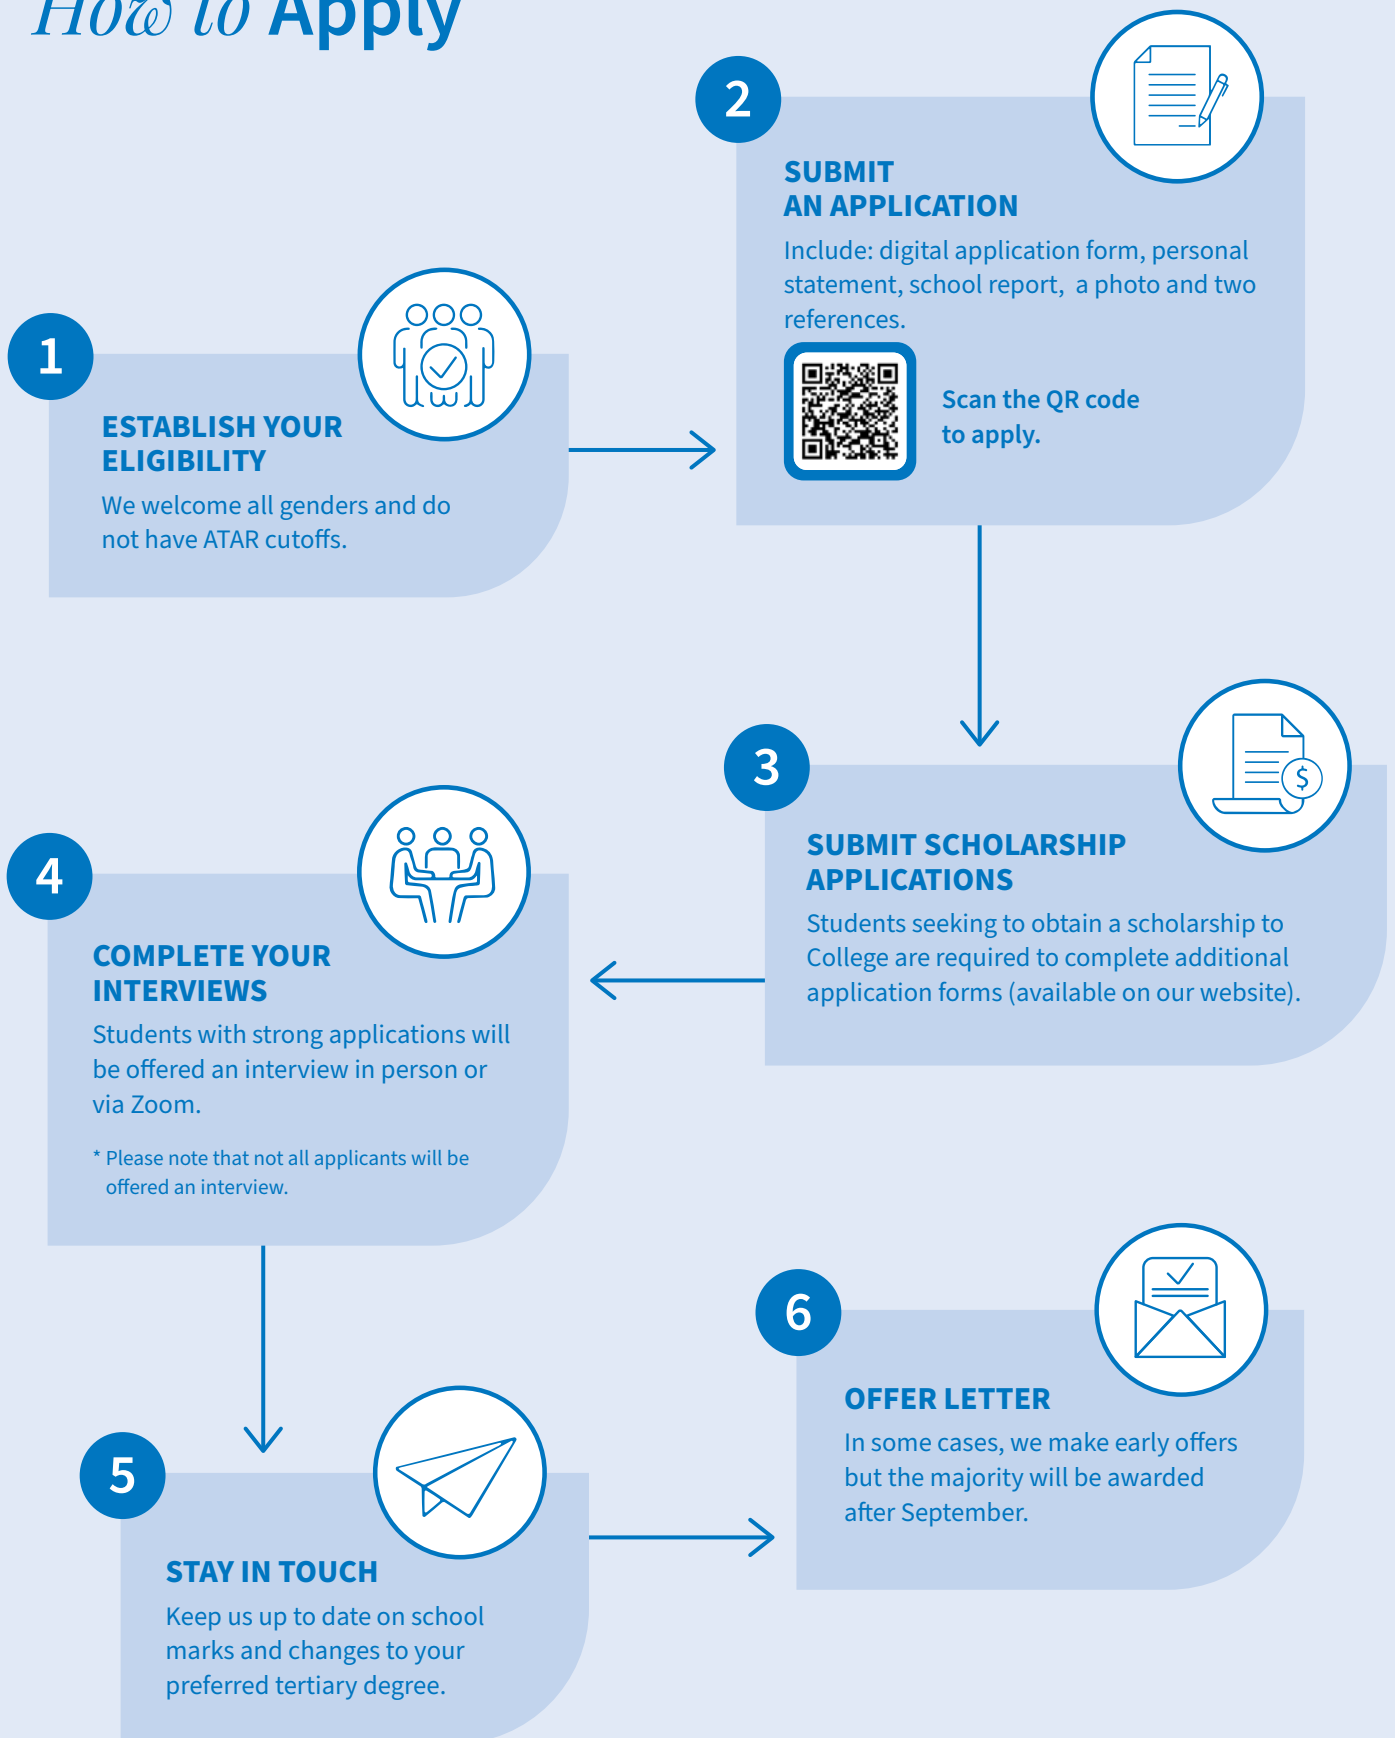 How to Apply
1
ESTABLISH YOUR
ELIGIBILITY
We welcome all genders and do
not have ATAR cutoffs.
2
SUBMIT
AN APPLICATION
Include: digital application form, personal
statement, school report,  a photo and two
references.
Scan the QR code
to apply.
3
SUBMIT SCHOLARSHIP
APPLICATIONS
Students seeking to obtain a scholarship to
College are required to complete additional
application forms (available on our website).
$
4
COMPLETE YOUR
INTERVIEWS
Students with strong applications will
be offered an interview in person or
via Zoom.
* Please note that not all applicants will be
offered an interview.
5
STAY IN TOUCH
Keep us up to date on school
marks and changes to your
preferred tertiary degree.
6
OFFER LETTER
In some cases, we make early offers
but the majority will be awarded
after September.